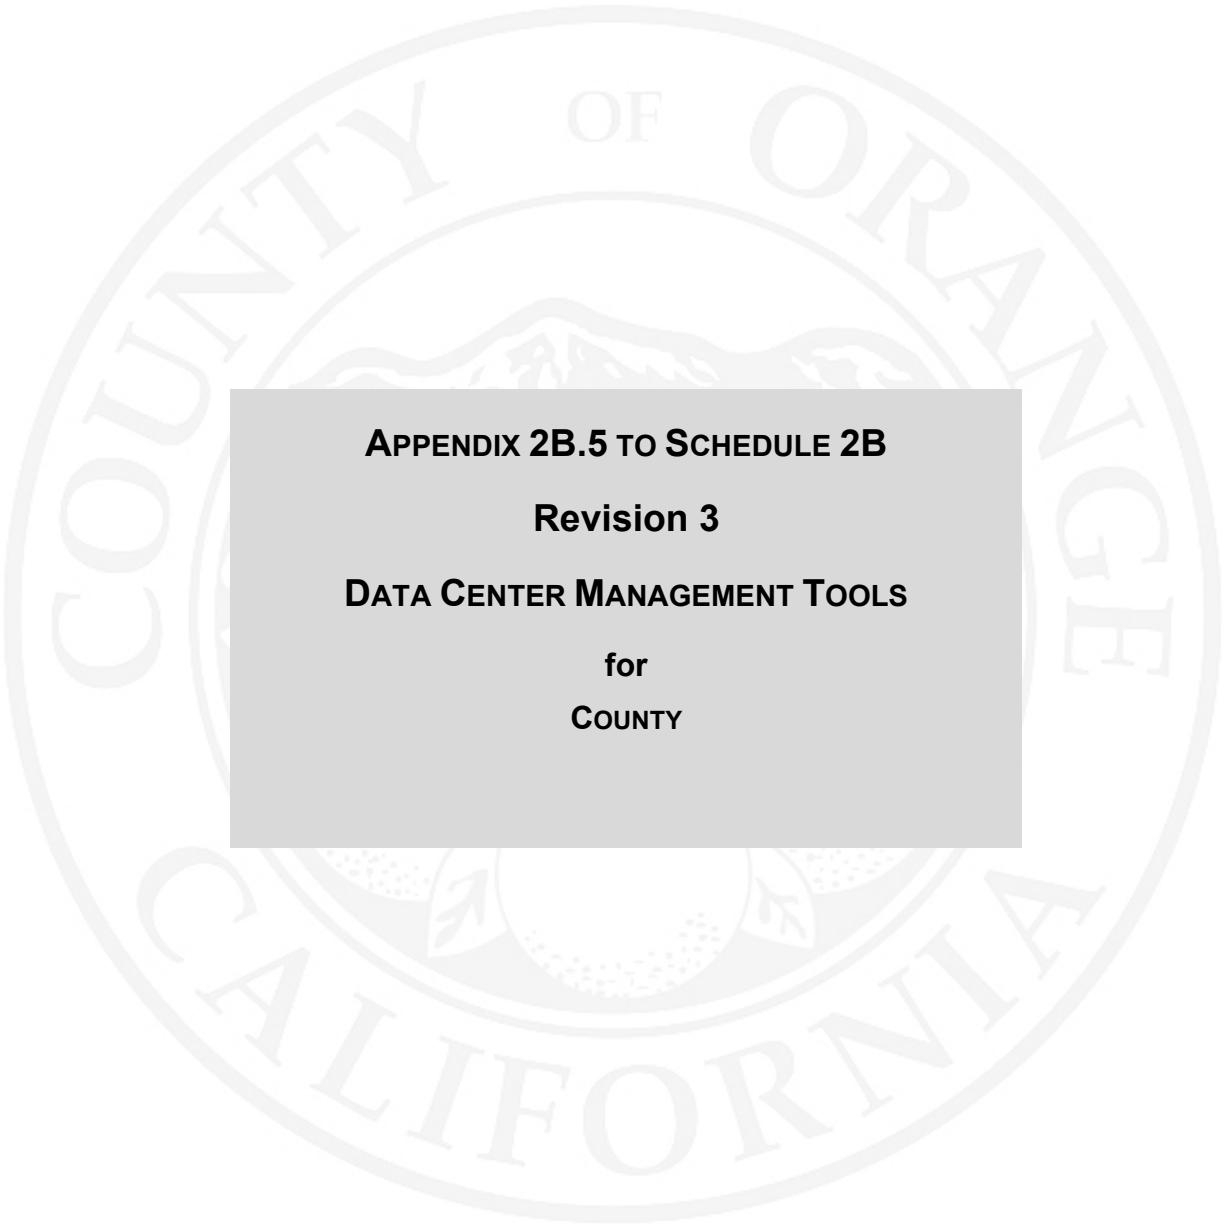 COUNTY OF ORANGE
APPENDIX 2B.5 TO SCHEDULE 2B
Revision 3
DATA CENTER MANAGEMENT TOOLS
for
COUNTY
CALIFORNIA